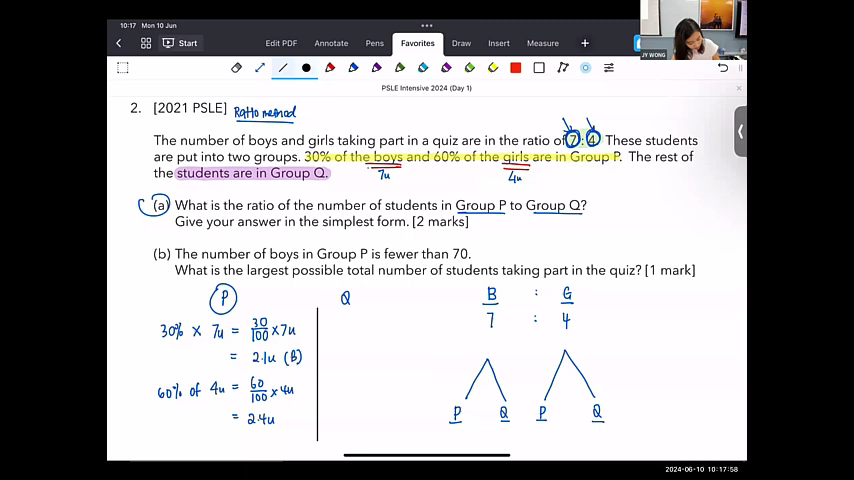 10:17 Mon 10 Jun
Start
Edit PDF Annotate Pens Favorites Draw Insert Measure
JY WONG
PSLE Intensive 2024 (Day 1)
2. [2021 PSLE] Ratio method
The number of boys and girls taking part in a quiz are in the ratio of 7:4. These students
are put into two groups. 30% of the boys and 60% of the girls are in Group P. The rest of
the students are in Group Q.
7u 4u
(a) What is the ratio of the number of students in Group P to Group Q?
Give your answer in the simplest form. [2 marks]
(b) The number of boys in Group P is fewer than 70.
What is the largest possible total number of students taking part in the quiz? [1 mark]
P Q B : G
7 : 4
30% × 7u = 30/100 × 7u
= 2.1u (B)
60% of 4u = 60/100 × 4u
= 2.4u
P Q P Q
2024-06-10 10:17:58